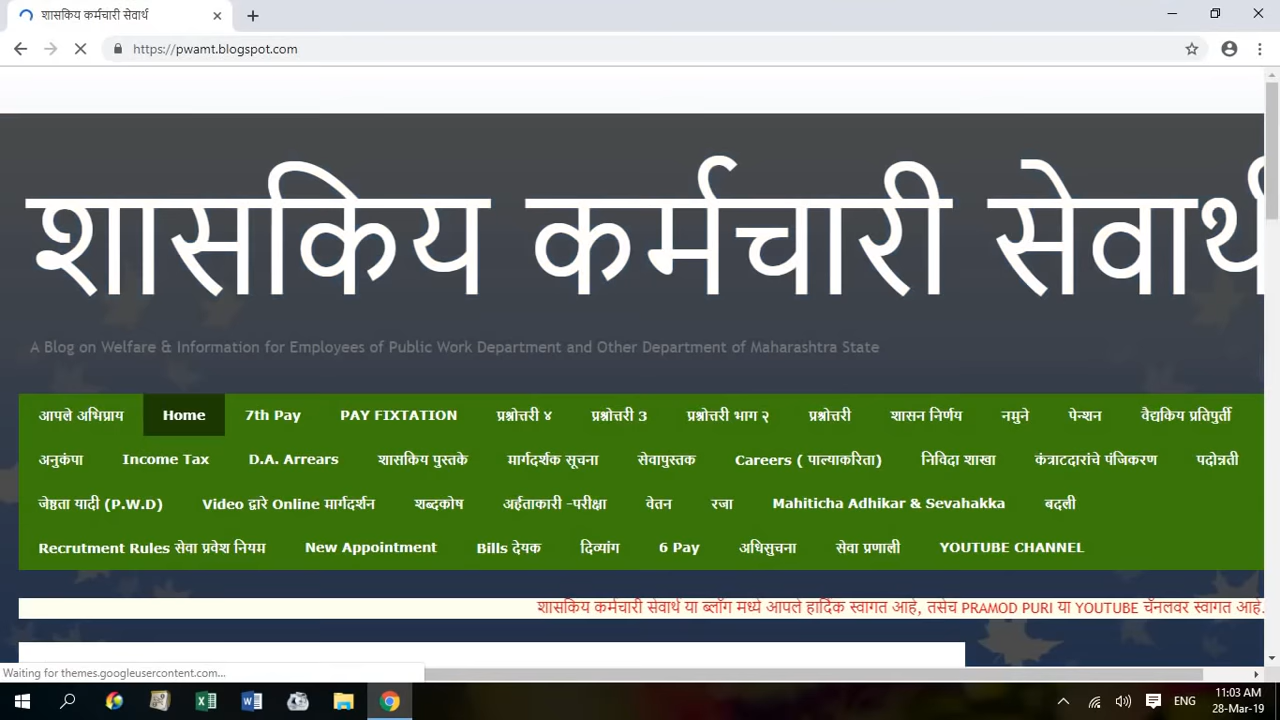 शासकिय कर्मचारी सेवार्थ
https://pwamt.blogspot.com
शासकिय कर्मचारी सेवार्थ
A Blog on Welfare & Information for Employees of Public Work Department and Other Department of Maharashtra State
आपले अभिप्राय Home 7th Pay PAY FIXTATION प्रश्नोत्तरी ४ प्रश्नोत्तरी 3 प्रश्नोत्तरी भाग २ प्रश्नोत्तरी शासन निर्णय नमुने पेन्शन वैद्यकिय प्रतिपुर्ती
अनुकंपा Income Tax D.A. Arrears शासकिय पुस्तके मार्गदर्शक सूचना सेवापुस्तक Careers ( पाल्याकरिता) निविदा शाखा कंत्राटदारांचे पंजिकरण पदोन्नती
जेष्ठता यादी (P.W.D) Video द्वारे Online मार्गदर्शन शब्दकोष अर्हताकारी -परीक्षा वेतन रजा Mahiticha Adhikar & Sevahakka बदली
Recrutment Rules सेवा प्रवेश नियम New Appointment Bills देयक दिव्यांग 6 Pay अधिसुचना सेवा प्रणाली YOUTUBE CHANNEL
शासकिय कर्मचारी सेवार्थ या ब्लॉग मध्ये आपले हार्दिक स्वागत आहे, तसेच PRAMOD PURI या YOUTUBE चॅनलवर स्वागत आहे.
Waiting for themes.googleusercontent.com...
ENG
11:03 AM
28-Mar-19